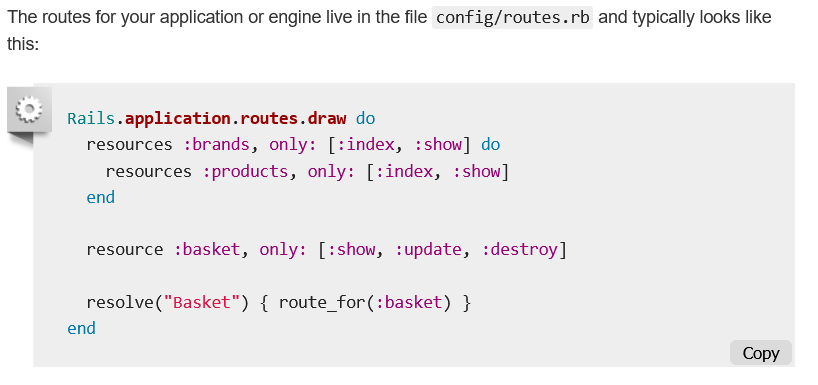 The routes for your application or engine live in the file config/routes.rb and typically looks like
this:
Rails.application.routes.draw do
  resources :brands, only: [:index, :show] do
    resources :products, only: [:index, :show]
  end

  resource :basket, only: [:show, :update, :destroy]

  resolve("Basket") { route_for(:basket) }
end
Copy